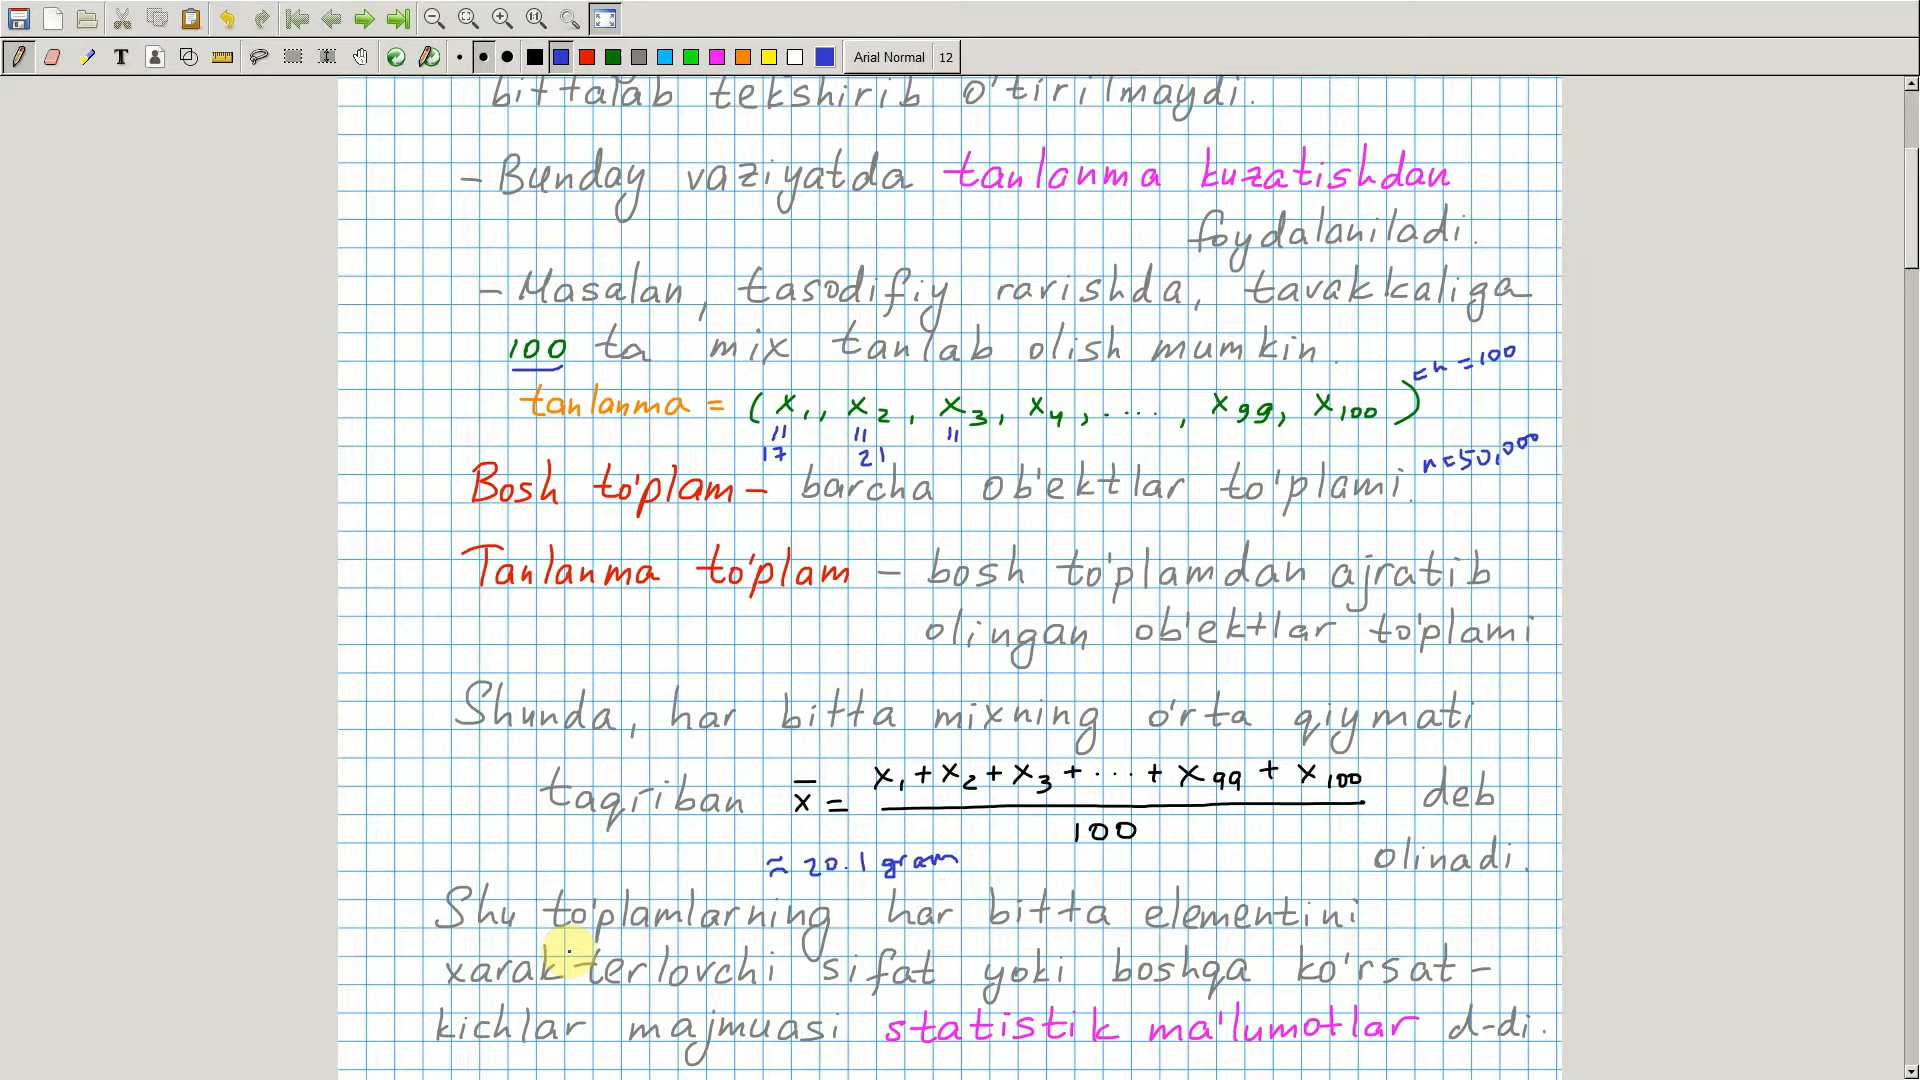 Arial Normal 12
bittalab tekshirib o'tirilmaydi.
- Bunday vaziyatda tanlanma kuzatishdan
foydalaniladi.
- Masalan, tasodifiy rarishda, tavakkaliga
100 ta mix tanlab olish mumkin.
= n = 100
tanlanma = (x₁, x₂, x₃, x₄, ...., x₉₉, x₁₀₀)
" " "
17 21
n = 50,000
Bosh to'plam - barcha ob'ektlar to'plami.
Tanlanma to'plam - bosh to'plamdan ajratib
olingan ob'ektlar to'plami
Shunda, har bitta mixning o'rta qiymati
taqriban x̄ = (x₁ + x₂ + x₃ + ... + x₉₉ + x₁₀₀) / 100 deb
≈ 20.1 gram olinadi.
Shu to'plamlarning har bitta elementini
xarakterlovchi sifat yoki boshqa ko'rsat-
kichlar majmuasi statistik ma'lumotlar d-di.